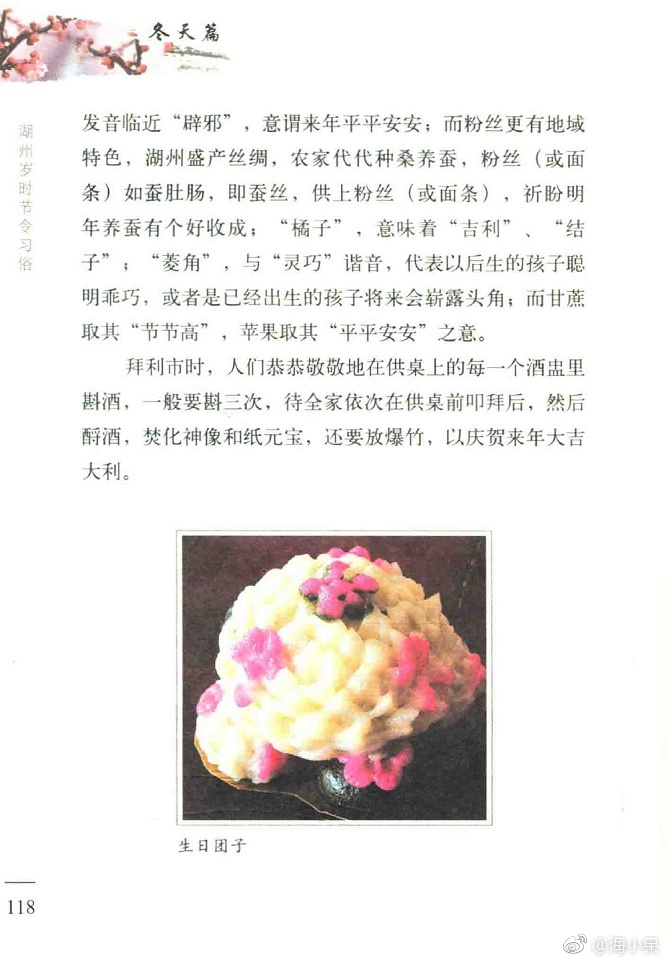 冬天篇
湖州岁时节令习俗
发音临近“辟邪”，意谓来年平平安安；而粉丝更有地域
特色，湖州盛产丝绸，农家代代种桑养蚕，粉丝（或面
条）如蚕肚肠，即蚕丝，供上粉丝（或面条），祈盼明
年养蚕有个好收成；“橘子”，意味着“吉利”、“结
子”；“菱角”，与“灵巧”谐音，代表以后生的孩子聪
明乖巧，或者是已经出生的孩子将来会崭露头角；而甘蔗
取其“节节高”，苹果取其“平平安安”之意。
拜利市时，人们恭恭敬敬地在供桌上的每一个酒盅里
斟酒，一般要斟三次，待全家依次在供桌前叩拜后，然后
酹酒，焚化神像和纸元宝，还要放爆竹，以庆贺来年大吉
大利。
生日团子
118
@海小呆